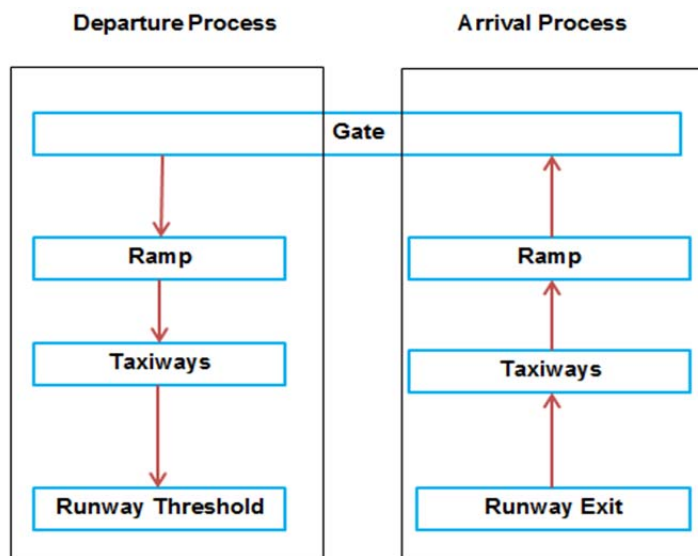 Departure Process
Arrival Process
Gate
Ramp
Ramp
Taxiways
Taxiways
Runway Threshold
Runway Exit